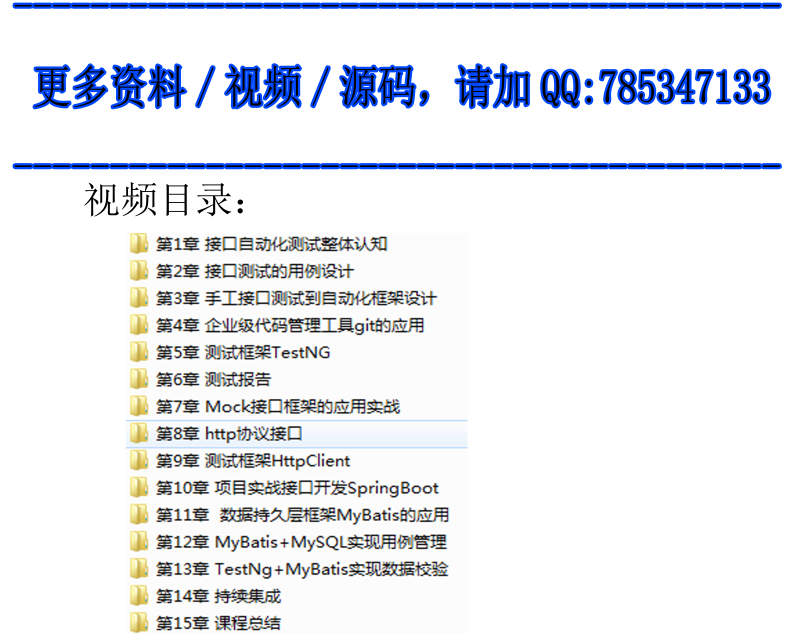 更多资料/视频/源码，请加QQ:785347133
视频目录：
第1章 接口自动化测试整体认知
第2章 接口测试的用例设计
第3章 手工接口测试到自动化框架设计
第4章 企业级代码管理工具git的应用
第5章 测试框架TestNG
第6章 测试报告
第7章 Mock接口框架的应用实战
第8章 http协议接口
第9章 测试框架HttpClient
第10章 项目实战接口开发SpringBoot
第11章  数据持久层框架MyBatis的应用
第12章 MyBatis+MySQL实现用例管理
第13章 TestNg+MyBatis实现数据校验
第14章 持续集成
第15章 课程总结